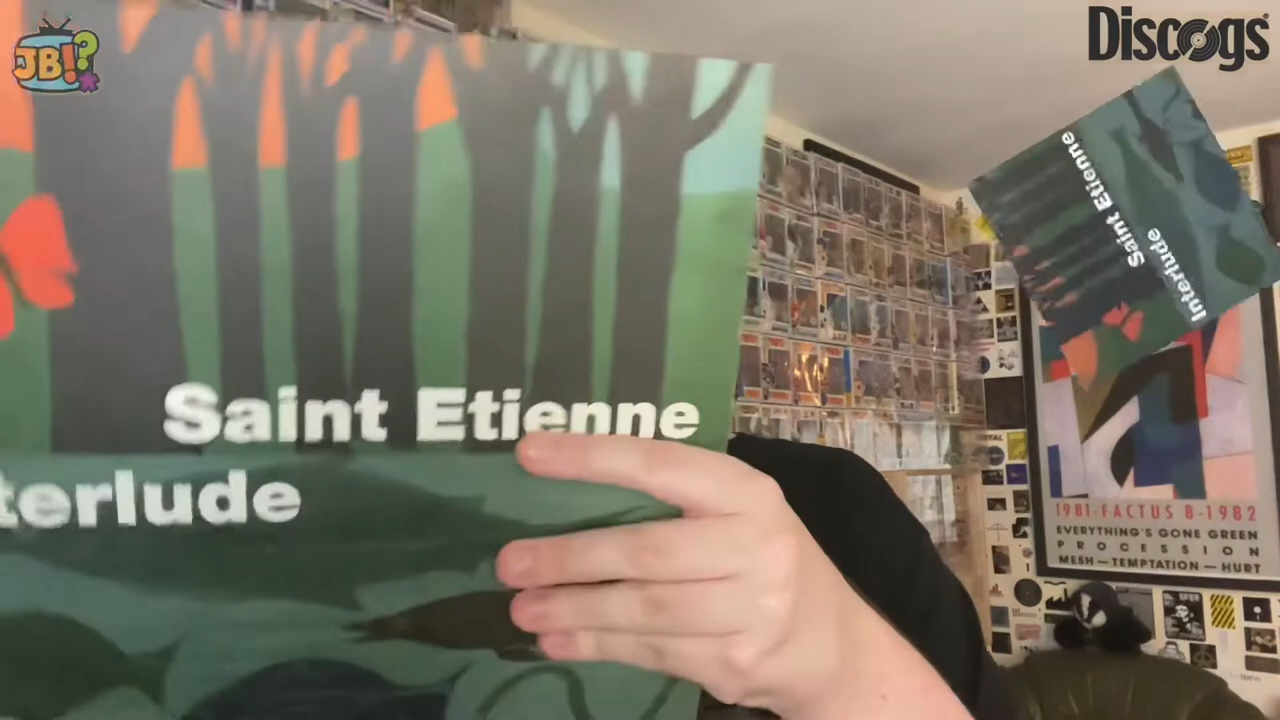 JB!?*
Discogs
Saint Etienne
terlude
Saint Etienne
Interlude
1981-FACTUS 8-1982
EVERYTHING'S GONE GREEN
PROCESSION
MESH — TEMPTATION — HURT